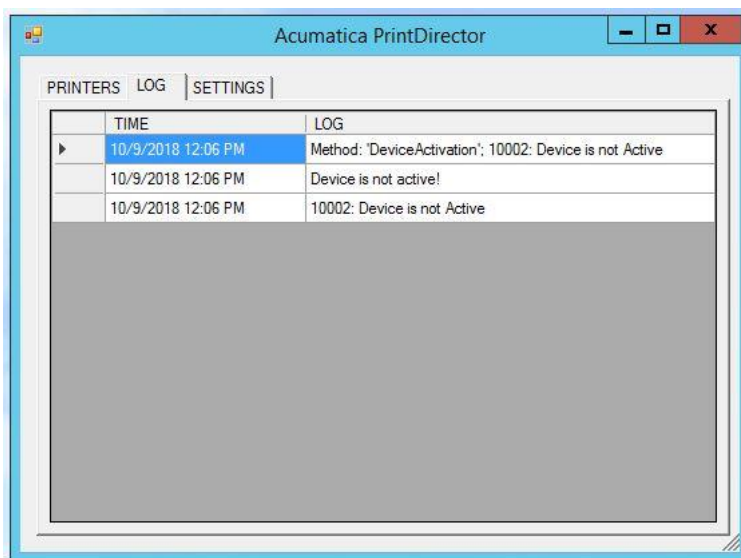 Acumatica PrintDirector
PRINTERS LOG SETTINGS
TIME LOG
10/9/2018 12:06 PM Method: 'DeviceActivation'; 10002: Device is not Active
10/9/2018 12:06 PM Device is not active!
10/9/2018 12:06 PM 10002: Device is not Active